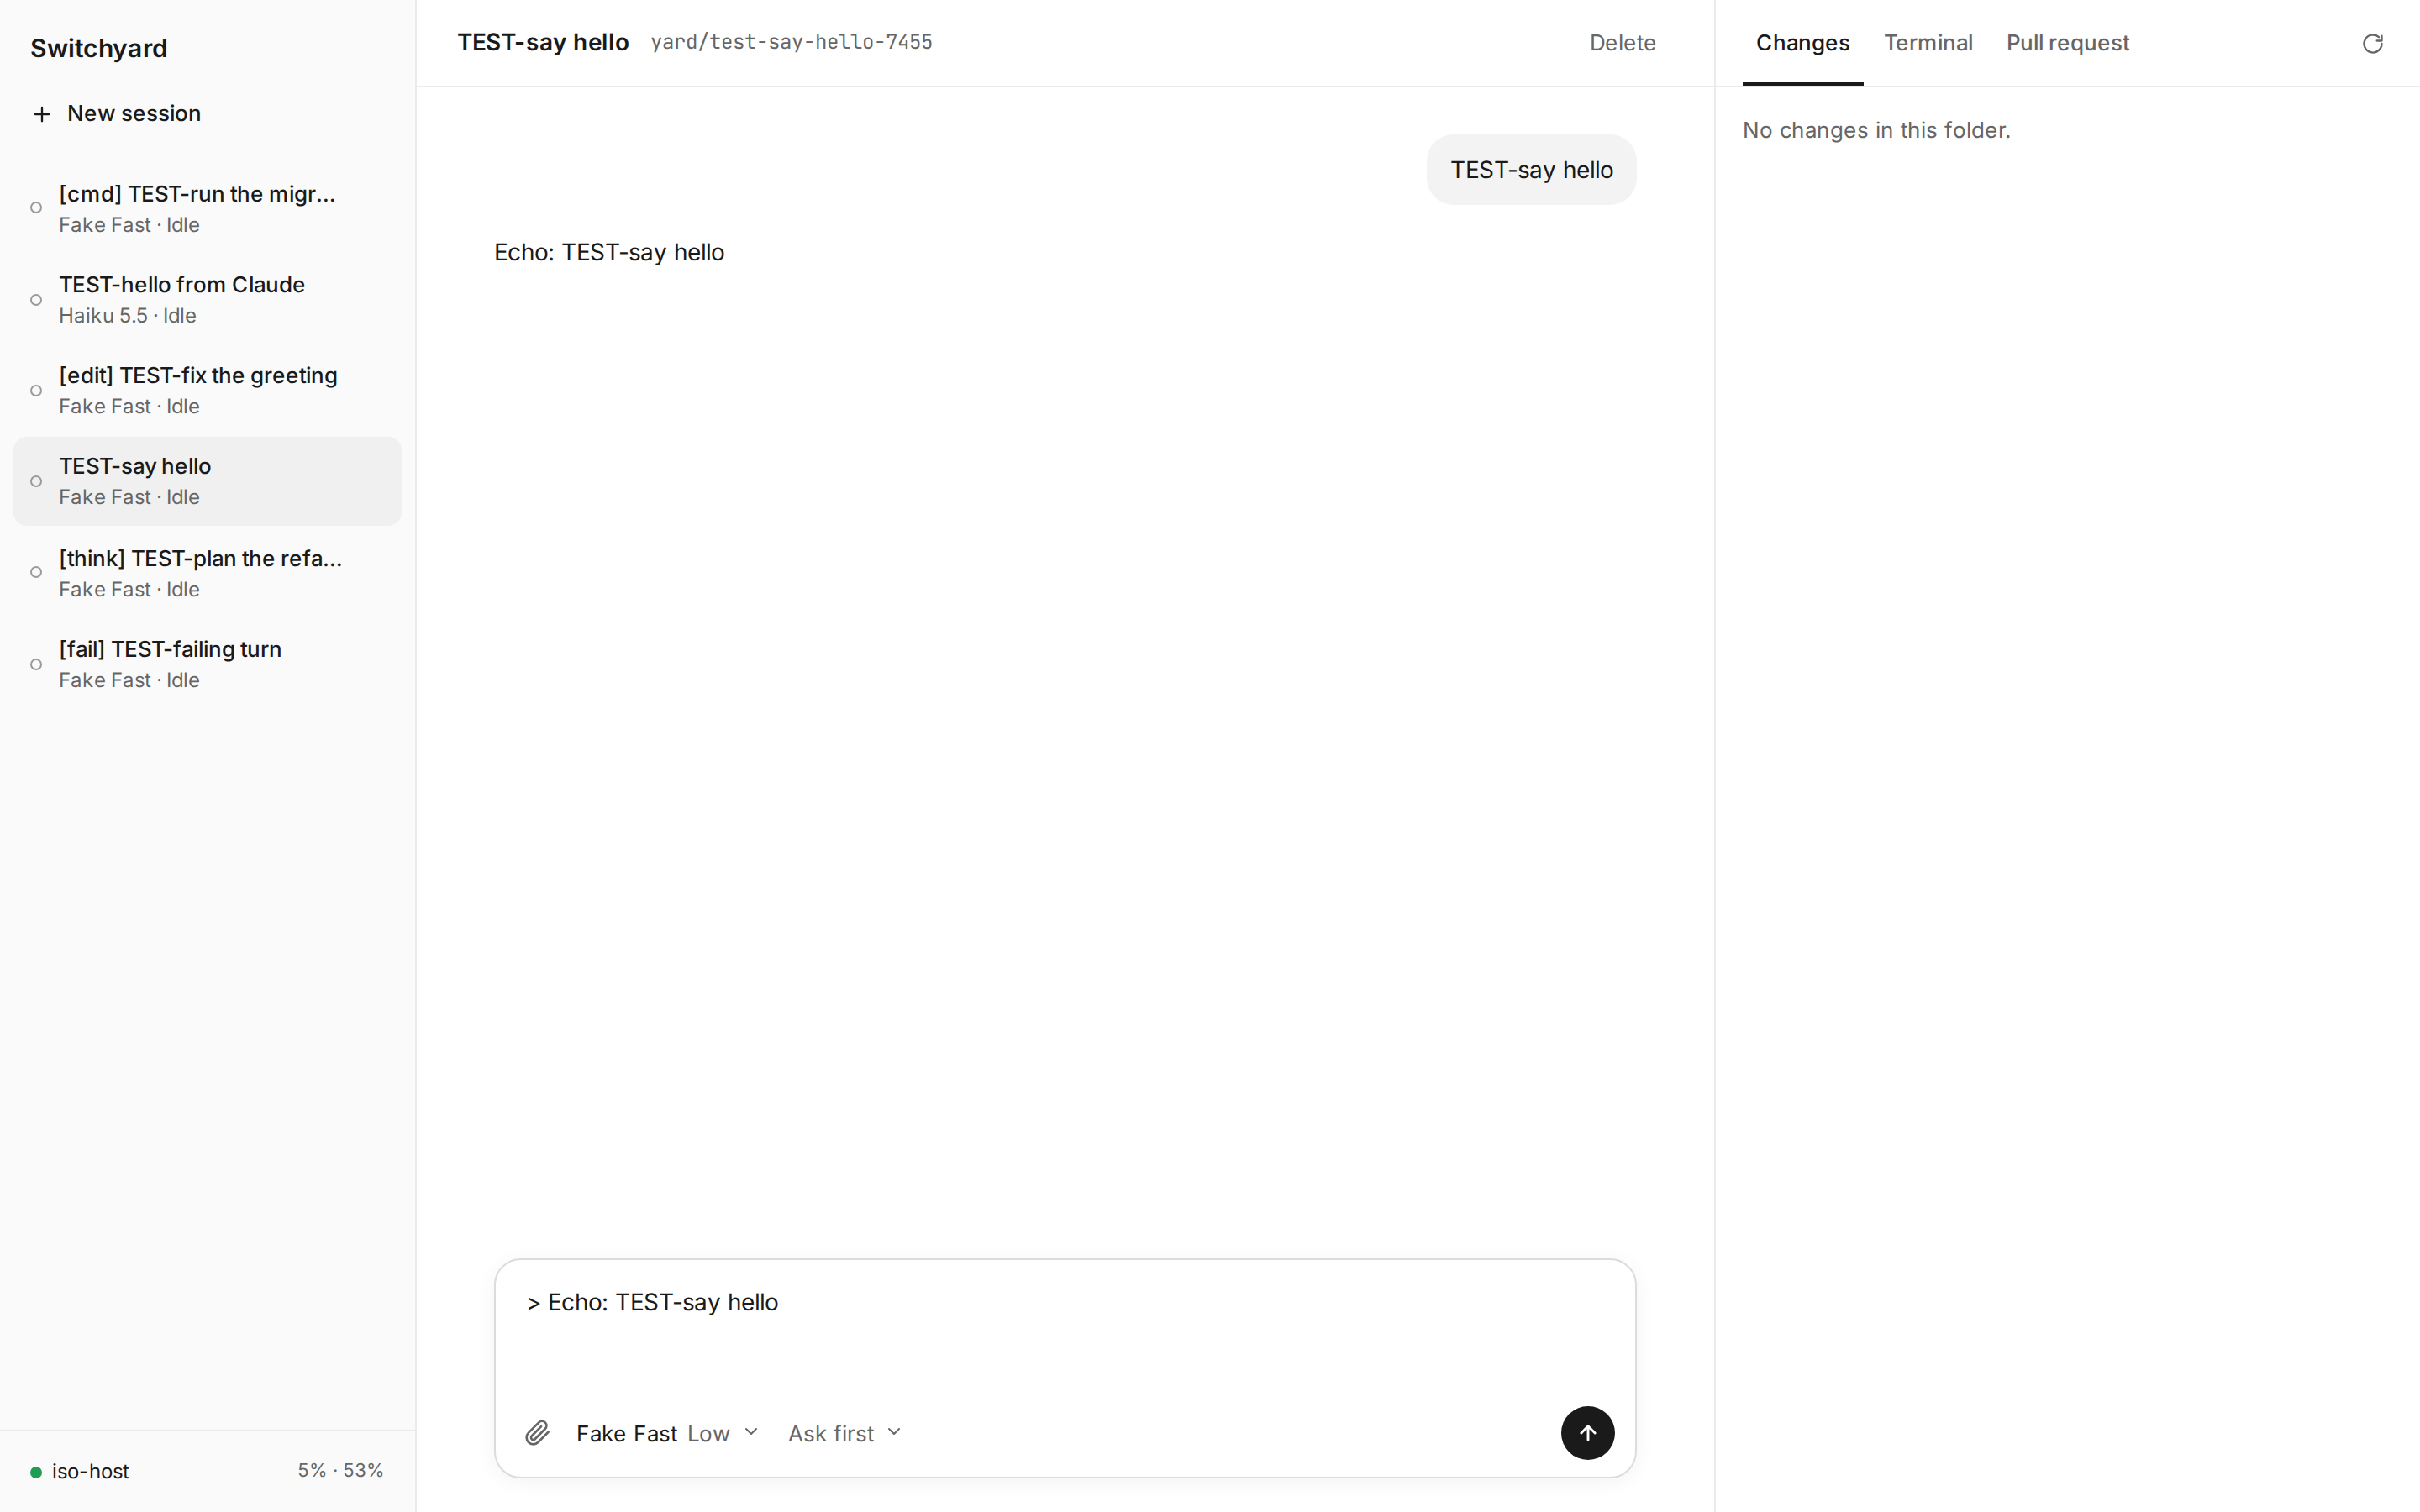 Switchyard
New session
[cmd] TEST-run the migr...
Fake Fast · Idle
TEST-hello from Claude
Haiku 5.5 · Idle
[edit] TEST-fix the greeting
Fake Fast · Idle
TEST-say hello
Fake Fast · Idle
[think] TEST-plan the refa...
Fake Fast · Idle
[fail] TEST-failing turn
Fake Fast · Idle
iso-host 5% · 53%
TEST-say hello yard/test-say-hello-7455 Delete
TEST-say hello
Echo: TEST-say hello
> Echo: TEST-say hello
Fake Fast Low Ask first
Changes Terminal Pull request
No changes in this folder.